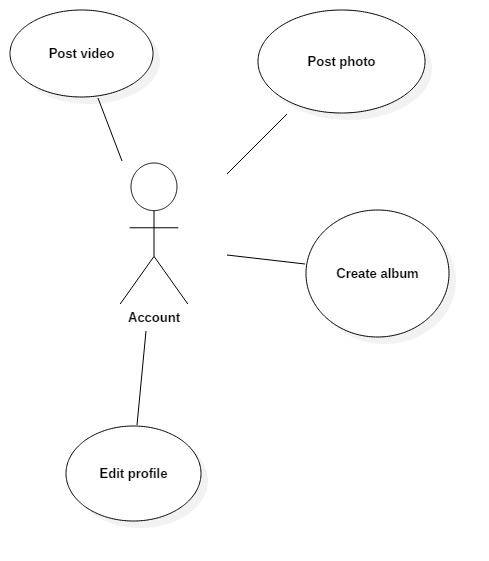 Post video
Post photo
Create album
Account
Edit profile